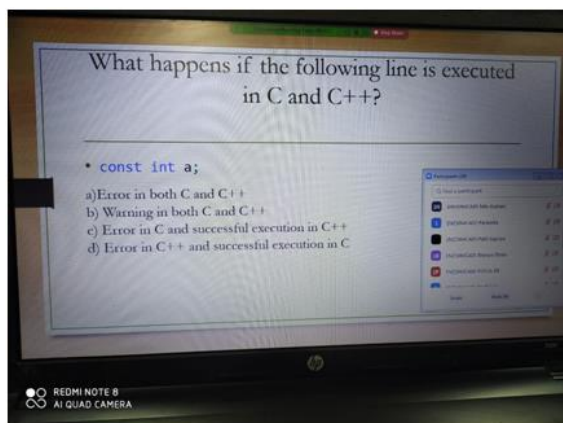 What happens if the following line is executed
in C and C++?
• const int a;
a)Error in both C and C++
b) Warning in both C and C++
c) Error in C and successful execution in C++
d) Error in C++ and successful execution in C
hp
REDMI NOTE 8
AI QUAD CAMERA